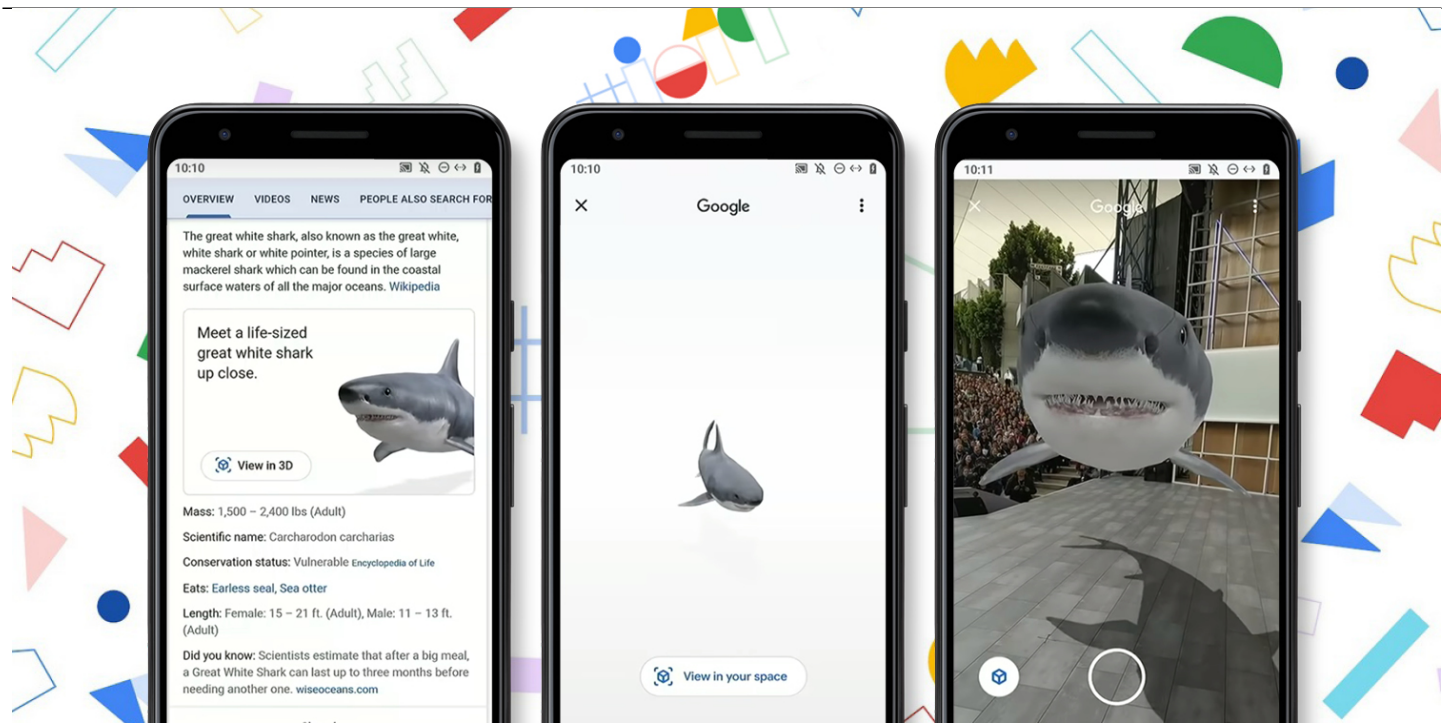 10:10
OVERVIEW VIDEOS NEWS PEOPLE ALSO SEARCH FOR
The great white shark, also known as the great white,
white shark or white pointer, is a species of large
mackerel shark which can be found in the coastal
surface waters of all the major oceans. Wikipedia
Meet a life-sized
great white shark
up close.
View in 3D
Mass: 1,500 – 2,400 lbs (Adult)
Scientific name: Carcharodon carcharias
Conservation status: Vulnerable Encyclopedia of Life
Eats: Earless seal, Sea otter
Length: Female: 15 – 21 ft. (Adult), Male: 11 – 13 ft.
(Adult)
Did you know: Scientists estimate that after a big meal,
a Great White Shark can last up to three months before
needing another one. wiseoceans.com
10:10
Google
View in your space
10:11
Google